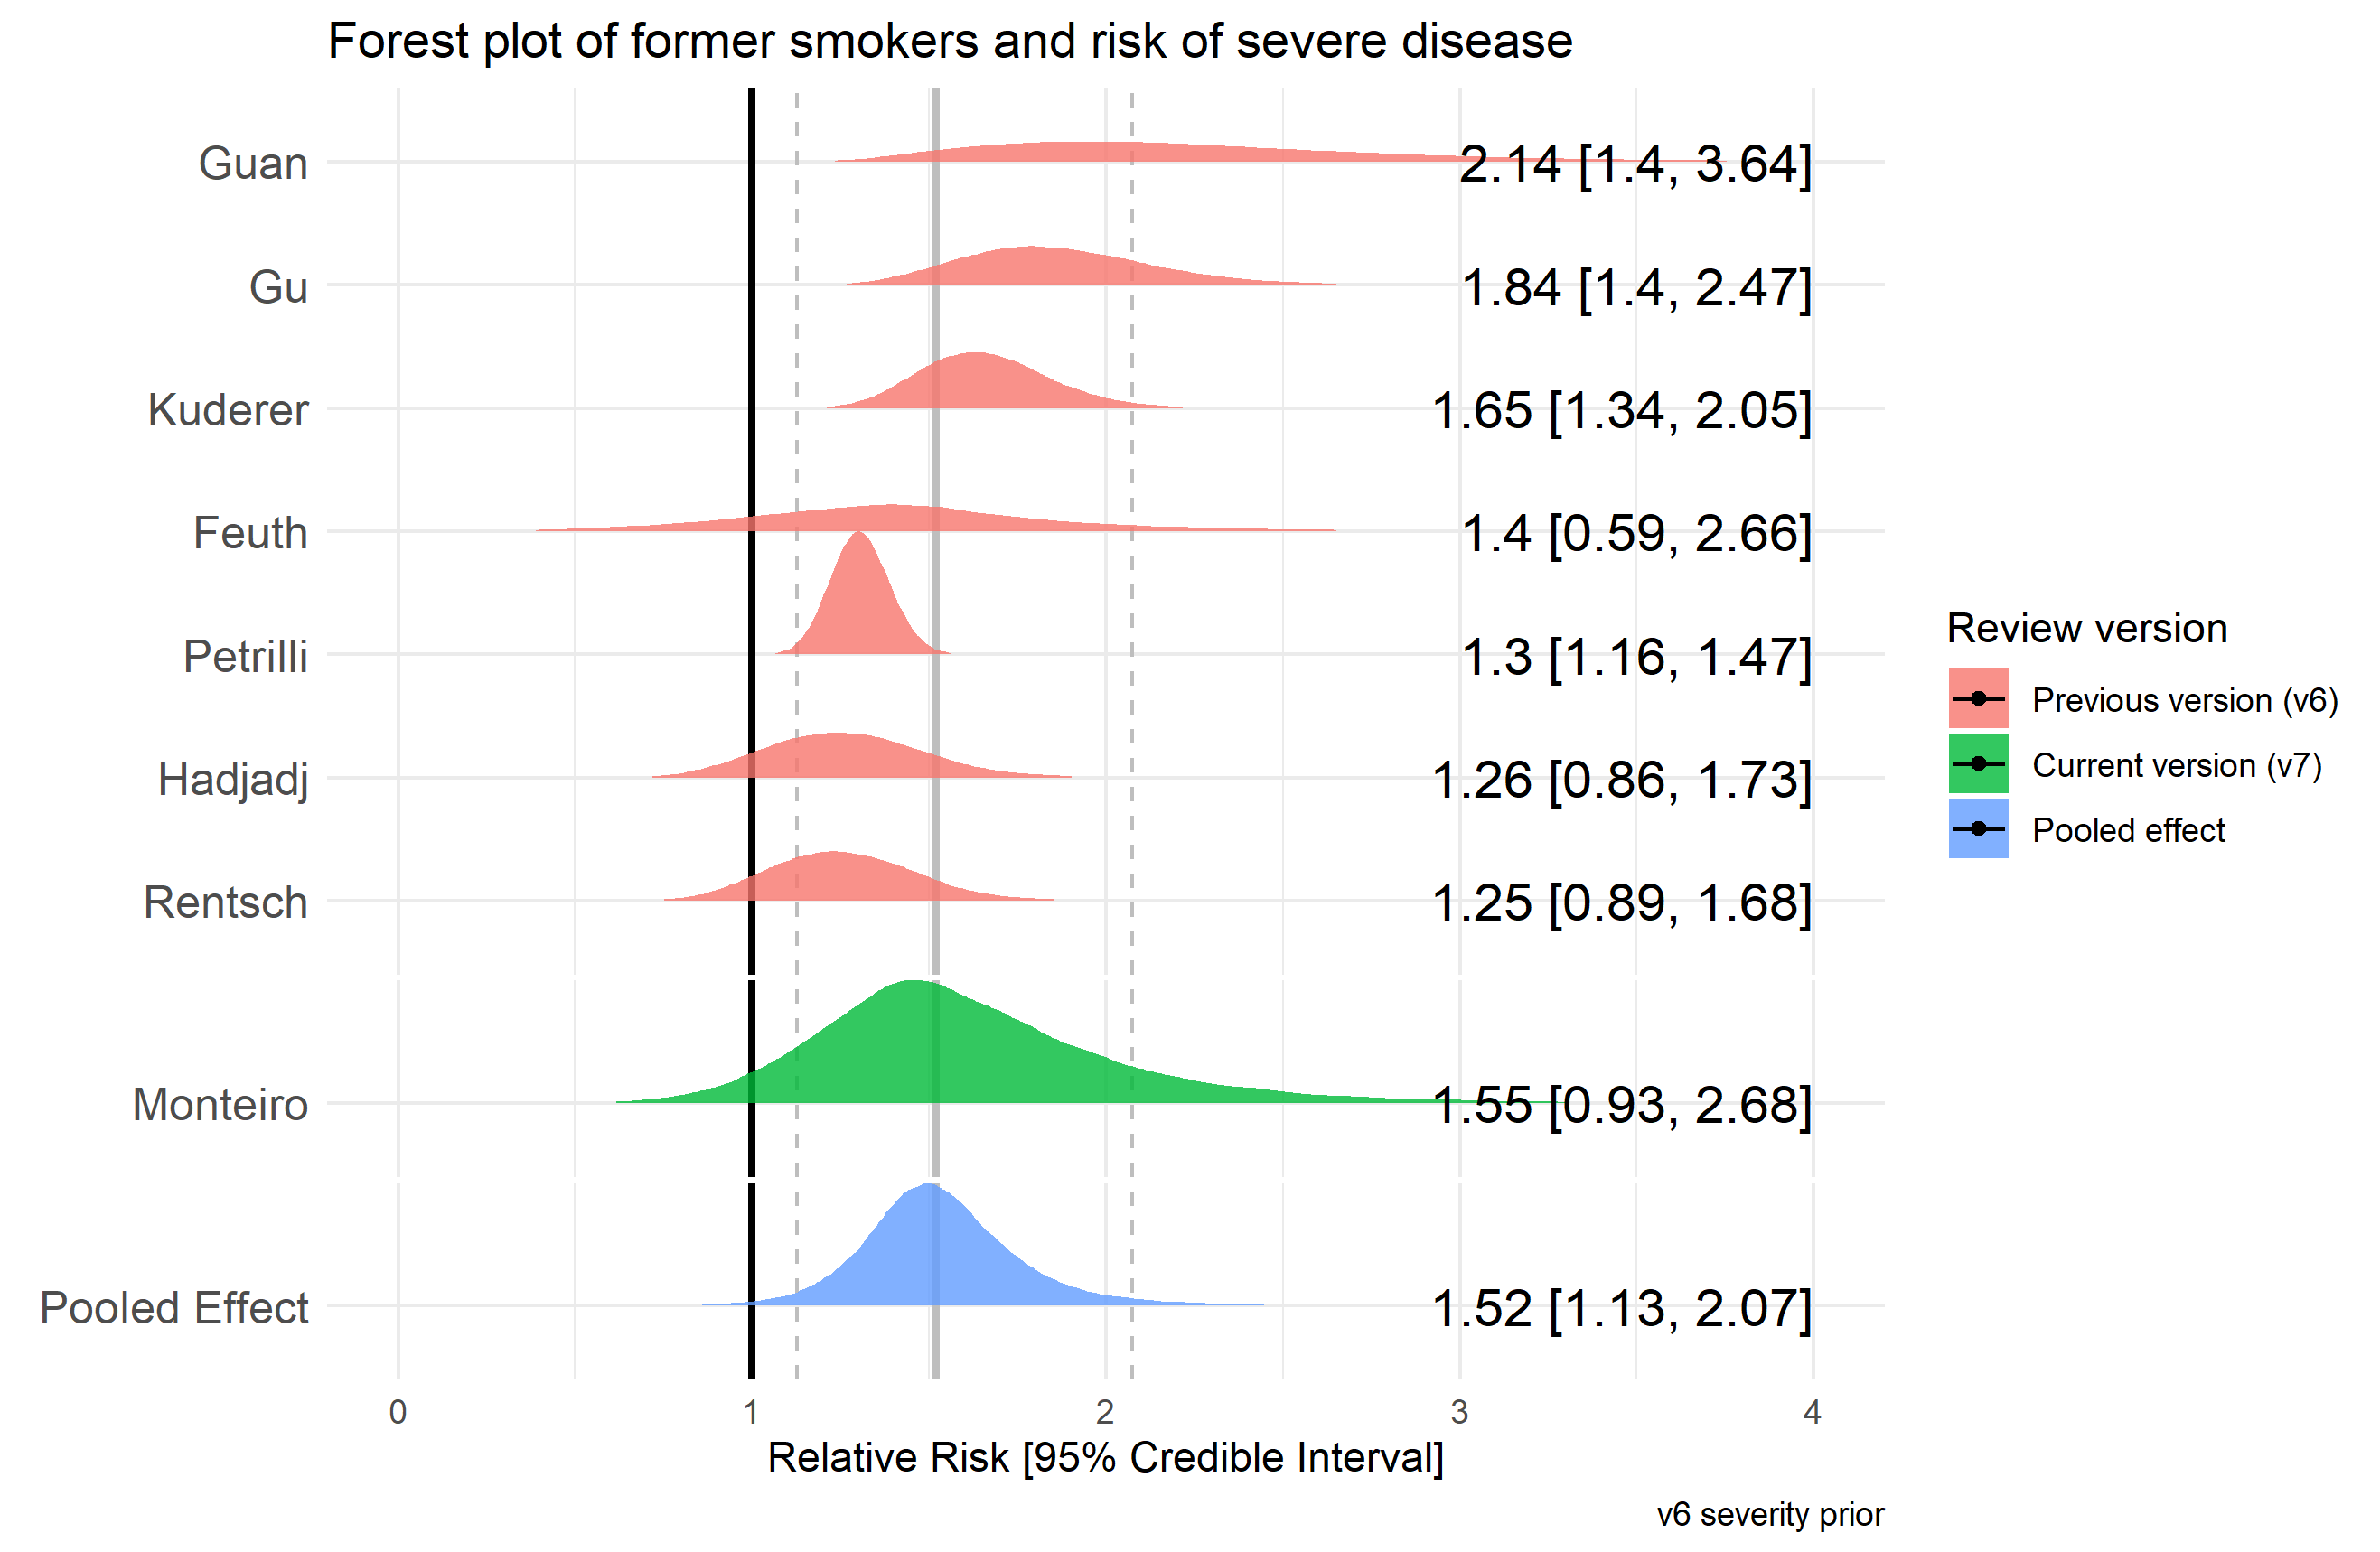 Forest plot of former smokers and risk of severe disease
Guan 2.14 [1.4, 3.64]
Gu 1.84 [1.4, 2.47]
Kuderer 1.65 [1.34, 2.05]
Feuth 1.4 [0.59, 2.66]
Petrilli 1.3 [1.16, 1.47]
Hadjadj 1.26 [0.86, 1.73]
Rentsch 1.25 [0.89, 1.68]
Monteiro 1.55 [0.93, 2.68]
Pooled Effect 1.52 [1.13, 2.07]
0 1 2 3 4
Relative Risk [95% Credible Interval]
v6 severity prior
Review version
Previous version (v6)
Current version (v7)
Pooled effect